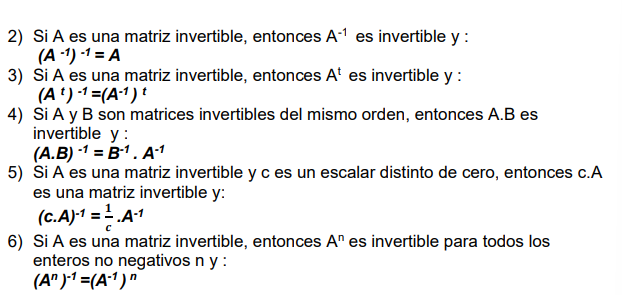 2) Si A es una matriz invertible, entonces A⁻¹ es invertible y :
(A ⁻¹) ⁻¹ = A
3) Si A es una matriz invertible, entonces Aᵗ es invertible y :
(A ᵗ) ⁻¹ =(A⁻¹) ᵗ
4) Si A y B son matrices invertibles del mismo orden, entonces A.B es
invertible y :
(A.B) ⁻¹ = B⁻¹ . A⁻¹
5) Si A es una matriz invertible y c es un escalar distinto de cero, entonces c.A
es una matriz invertible y:
(c.A)⁻¹ = 1/c .A⁻¹
6) Si A es una matriz invertible, entonces Aⁿ es invertible para todos los
enteros no negativos n y :
(Aⁿ )⁻¹ =(A⁻¹ ) ⁿ